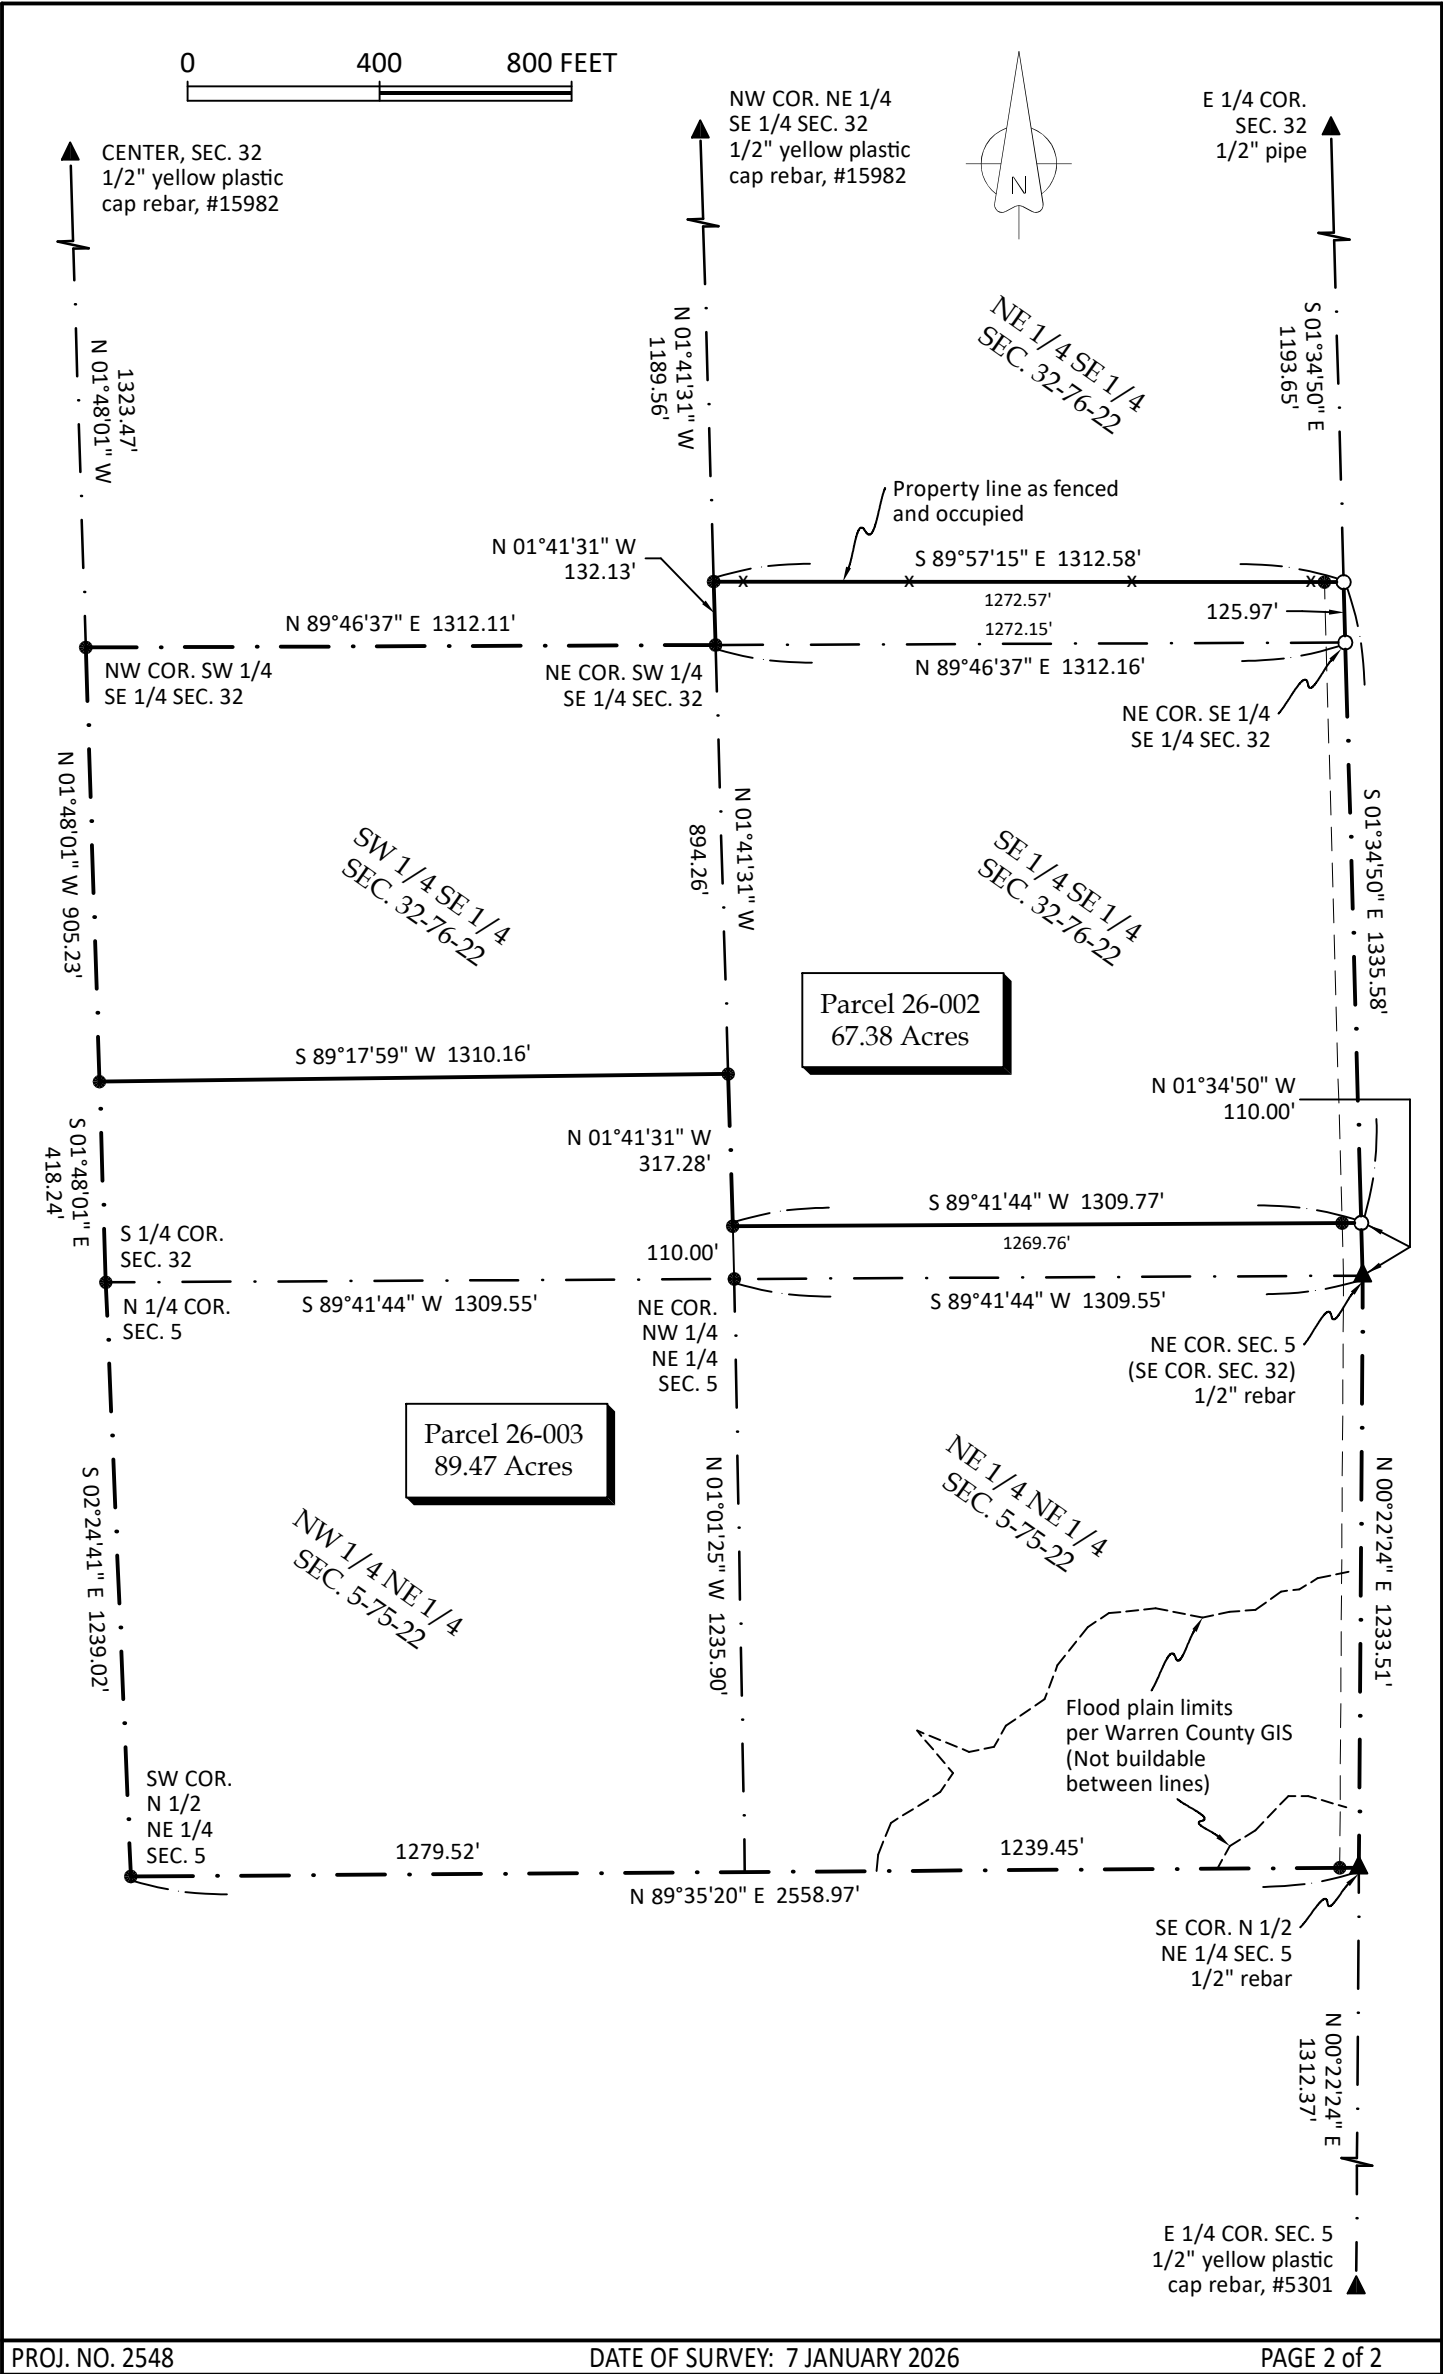 0 400 800 FEET
NW COR. NE 1/4
SE 1/4 SEC. 32
1/2" yellow plastic
cap rebar, #15982
E 1/4 COR.
SEC. 32
1/2" pipe
CENTER, SEC. 32
1/2" yellow plastic
cap rebar, #15982
N
N 01°48'01" W
1323.47'
N 01°41'31" W
1189.56'
NE 1/4 SE 1/4
SEC. 32-76-22
S 01°34'50" E
1193.65'
Property line as fenced
and occupied
N 01°41'31" W
132.13'
S 89°57'15" E 1312.58'
x x x x
1272.57'
125.97'
N 89°46'37" E 1312.11'
1272.15'
N 89°46'37" E 1312.16'
NW COR. SW 1/4
SE 1/4 SEC. 32
NE COR. SW 1/4
SE 1/4 SEC. 32
NE COR. SE 1/4
SE 1/4 SEC. 32
N 01°48'01" W 905.23'
SW 1/4 SE 1/4
SEC. 32-76-22
N 01°41'31" W
894.26'
SE 1/4 SE 1/4
SEC. 32-76-22
S 01°34'50" E 1335.58'
Parcel 26-002
67.38 Acres
S 89°17'59" W 1310.16'
N 01°34'50" W
110.00'
S 01°48'01" E
418.24'
N 01°41'31" W
317.28'
S 89°41'44" W 1309.77'
1269.76'
S 1/4 COR.
SEC. 32
110.00'
N 1/4 COR.
SEC. 5
S 89°41'44" W 1309.55'
NE COR.
NW 1/4
NE 1/4
SEC. 5
S 89°41'44" W 1309.55'
NE COR. SEC. 5
(SE COR. SEC. 32)
1/2" rebar
Parcel 26-003
89.47 Acres
S 02°24'41" E 1239.02'
NW 1/4 NE 1/4
SEC. 5-75-22
N 01°01'25" W 1235.90'
NE 1/4 NE 1/4
SEC. 5-75-22
N 00°22'24" E 1233.51'
Flood plain limits
per Warren County GIS
(Not buildable
between lines)
SW COR.
N 1/2
NE 1/4
SEC. 5
1279.52'
1239.45'
N 89°35'20" E 2558.97'
SE COR. N 1/2
NE 1/4 SEC. 5
1/2" rebar
N 00°22'24" E
1312.37'
E 1/4 COR. SEC. 5
1/2" yellow plastic
cap rebar, #5301
PROJ. NO. 2548 DATE OF SURVEY: 7 JANUARY 2026 PAGE 2 of 2